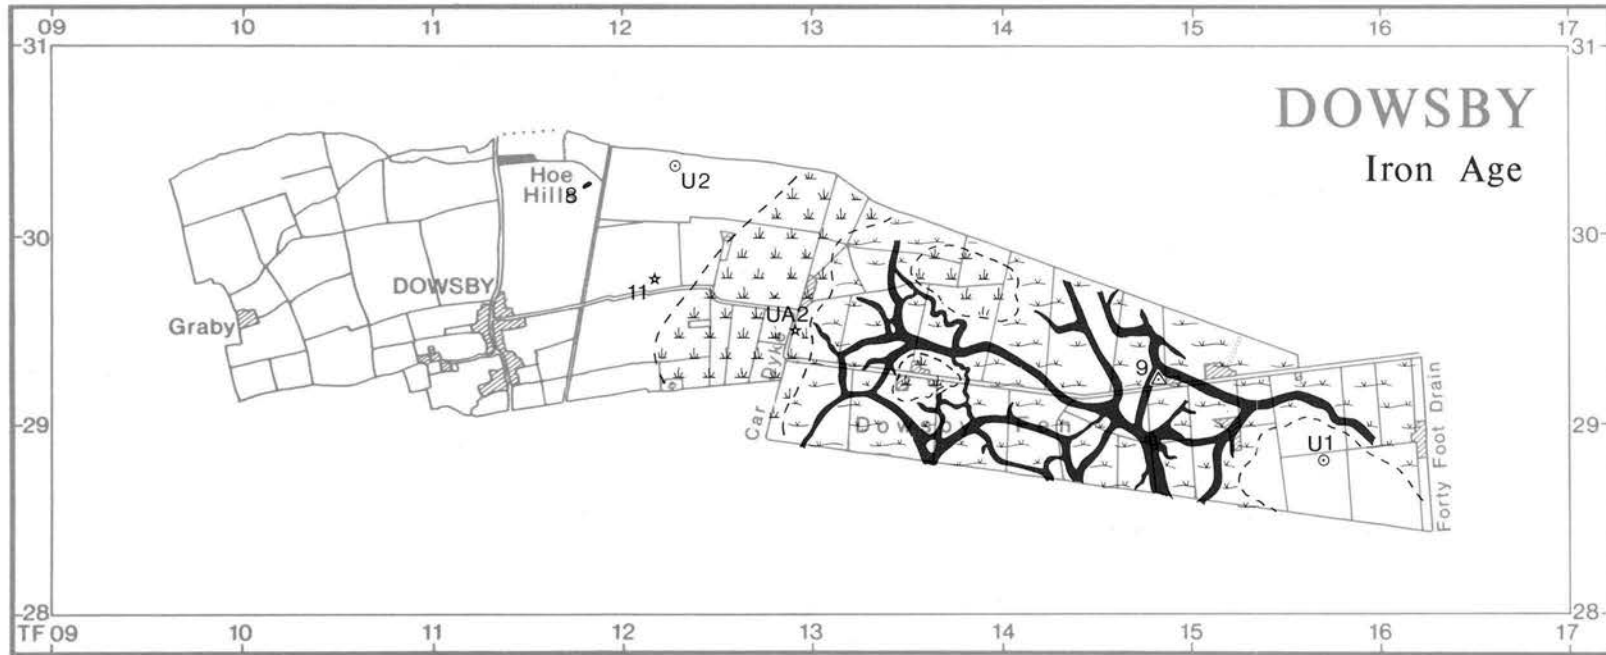 09 10 11 12 13 14 15 16 17
31 31
DOWSBY
Iron Age
Hoe
Hills
8
U2
30 30
DOWSBY
11
Graby
UA2
9
Car Dyke
Dowsby Fen
U1
Forty Foot Drain
29 29
28 28
TF 09 10 11 12 13 14 15 16 17